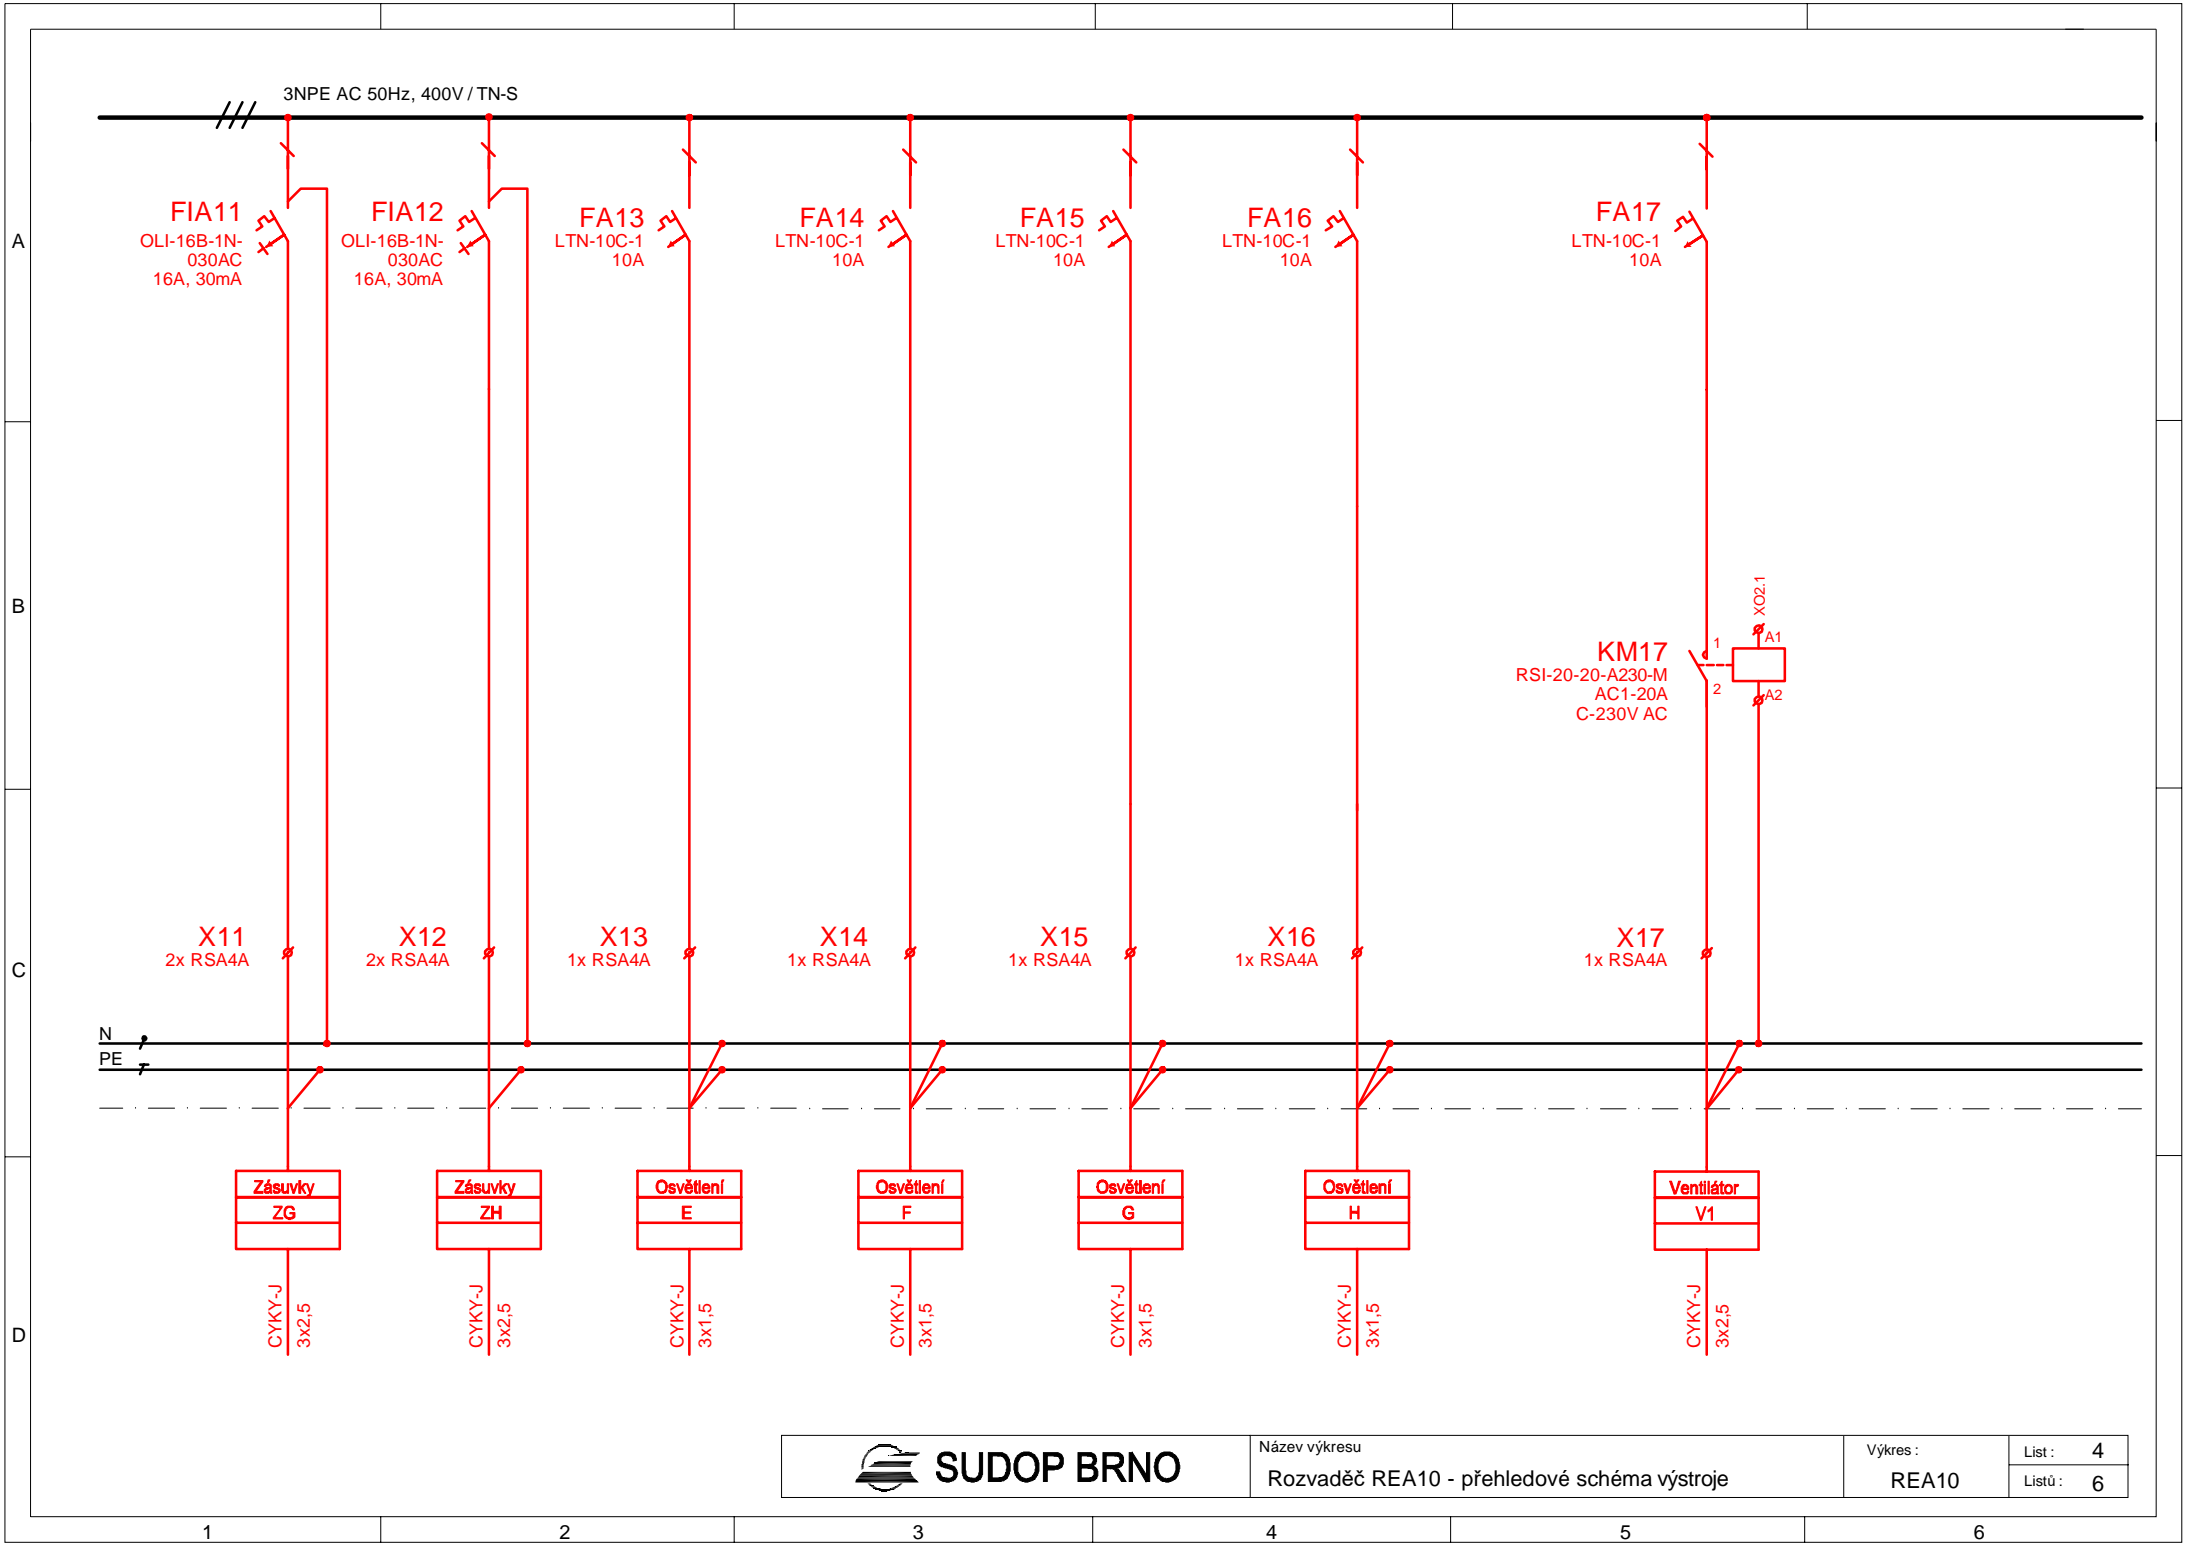 3NPE AC 50Hz, 400V / TN-S
FIA11
OLI-16B-1N-
030AC
16A, 30mA
FIA12
OLI-16B-1N-
030AC
16A, 30mA
FA13
LTN-10C-1
10A
FA14
LTN-10C-1
10A
FA15
LTN-10C-1
10A
FA16
LTN-10C-1
10A
FA17
LTN-10C-1
10A
A
B
C
D
KM17
RSI-20-20-A230-M
AC1-20A
C-230V AC
1
2
XO2.1
A1
A2
X11
2x RSA4A
X12
2x RSA4A
X13
1x RSA4A
X14
1x RSA4A
X15
1x RSA4A
X16
1x RSA4A
X17
1x RSA4A
N
PE
Zásuvky
ZG
Zásuvky
ZH
Osvětlení
E
Osvětlení
F
Osvětlení
G
Osvětlení
H
Ventilátor
V1
CYKY-J
3x2,5
CYKY-J
3x2,5
CYKY-J
3x1,5
CYKY-J
3x1,5
CYKY-J
3x1,5
CYKY-J
3x1,5
CYKY-J
3x2,5
SUDOP BRNO
Název výkresu
Rozvaděč REA10 - přehledové schéma výstroje
Výkres :
REA10
List : 4
Listů : 6
1 2 3 4 5 6